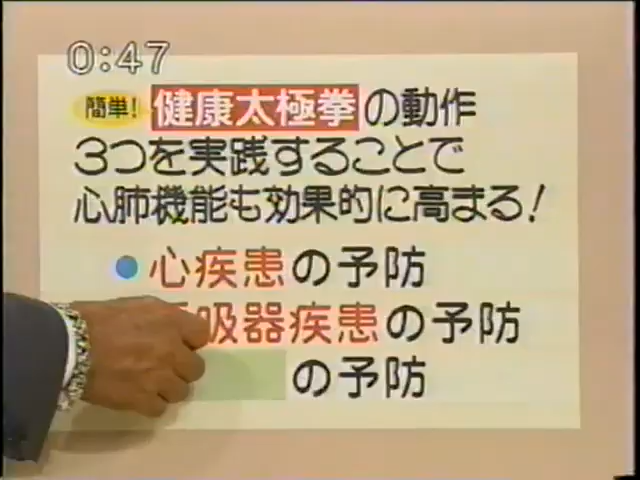 0:47
簡単! 健康太極拳の動作
3つを実践することで
心肺機能も効果的に高まる!
●心疾患の予防
吸器疾患の予防
の予防